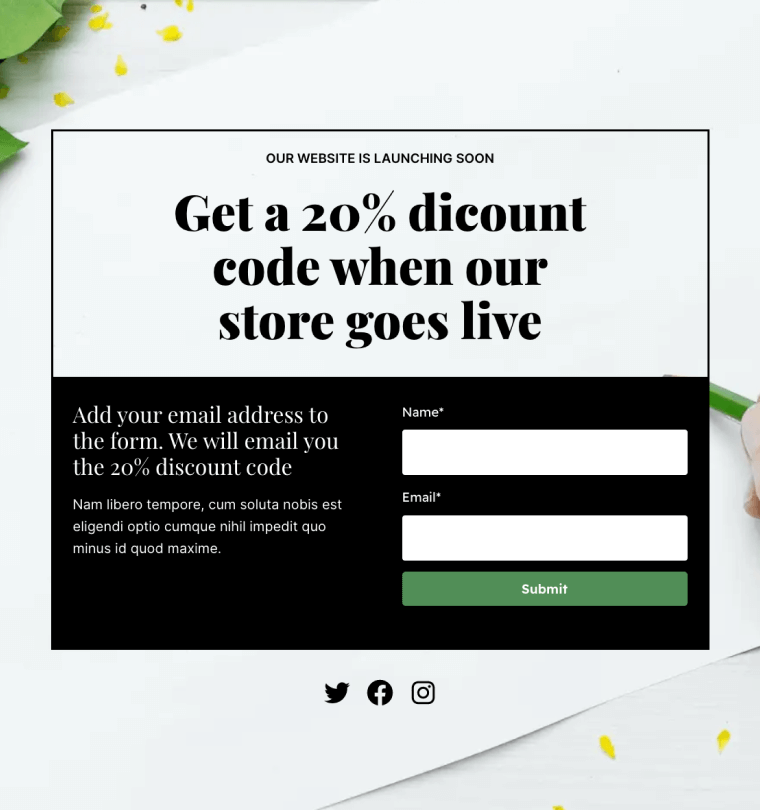 OUR WEBSITE IS LAUNCHING SOON
Get a 20% dicount
code when our
store goes live
Add your email address to
the form. We will email you
the 20% discount code
Nam libero tempore, cum soluta nobis est
eligendi optio cumque nihil impedit quo
minus id quod maxime.
Name*
Email*
Submit